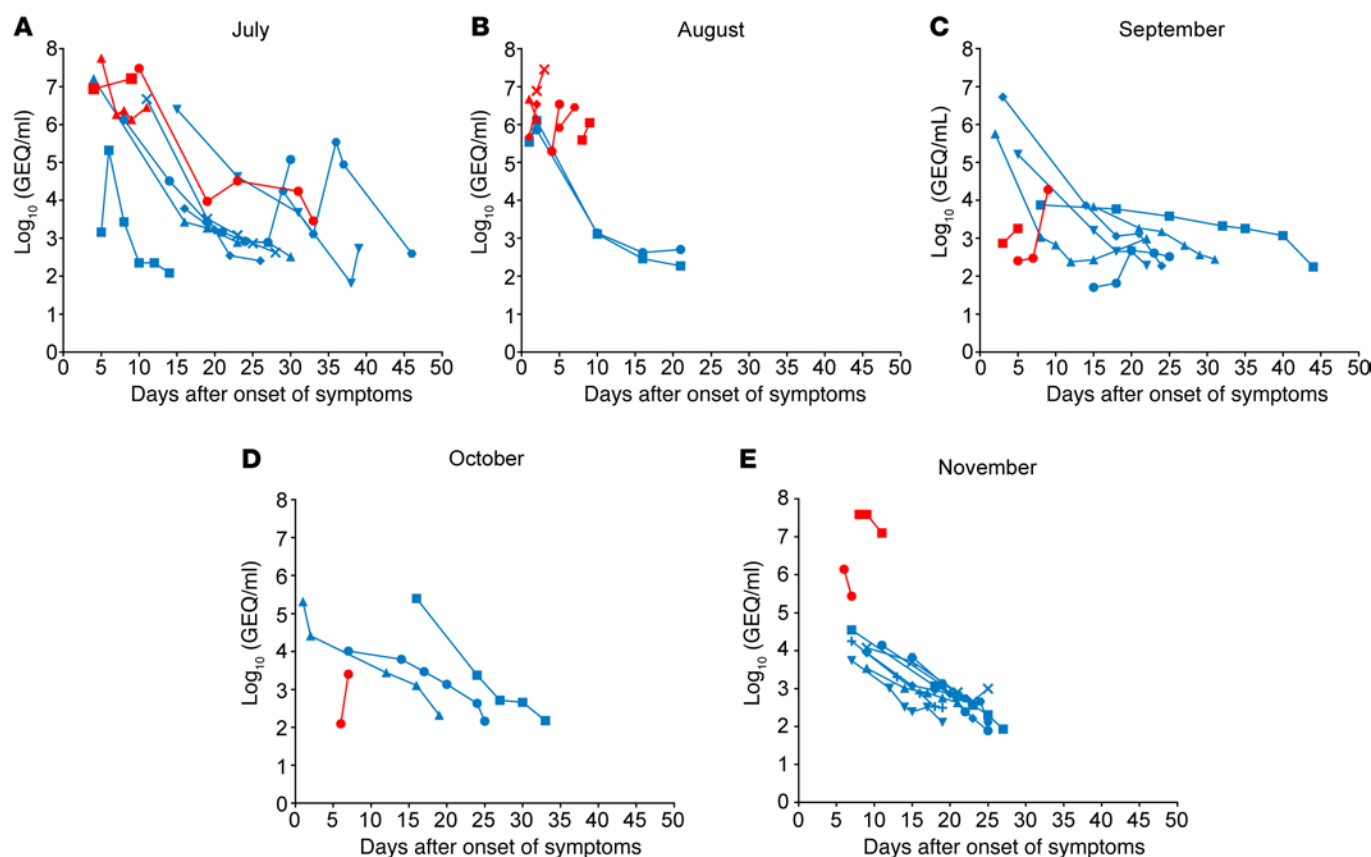 A July
B August
C September
Log10 (GEQ/ml)
8
7
6
5
4
3
2
1
0
0 5 10 15 20 25 30 35 40 45 50
Days after onset of symptoms
Log10 (GEQ/ml)
8
7
6
5
4
3
2
1
0
0 5 10 15 20 25 30 35 40 45 50
Days after onset of symptoms
Log10 (GEQ/mL)
8
7
6
5
4
3
2
1
0
0 5 10 15 20 25 30 35 40 45 50
Days after onset of symptoms
D October
E November
Log10 (GEQ/ml)
8
7
6
5
4
3
2
1
0
0 5 10 15 20 25 30 35 40 45 50
Days after onset of symptoms
Log10 (GEQ/ml)
8
7
6
5
4
3
2
1
0
0 5 10 15 20 25 30 35 40 45 50
Days after onset of symptoms